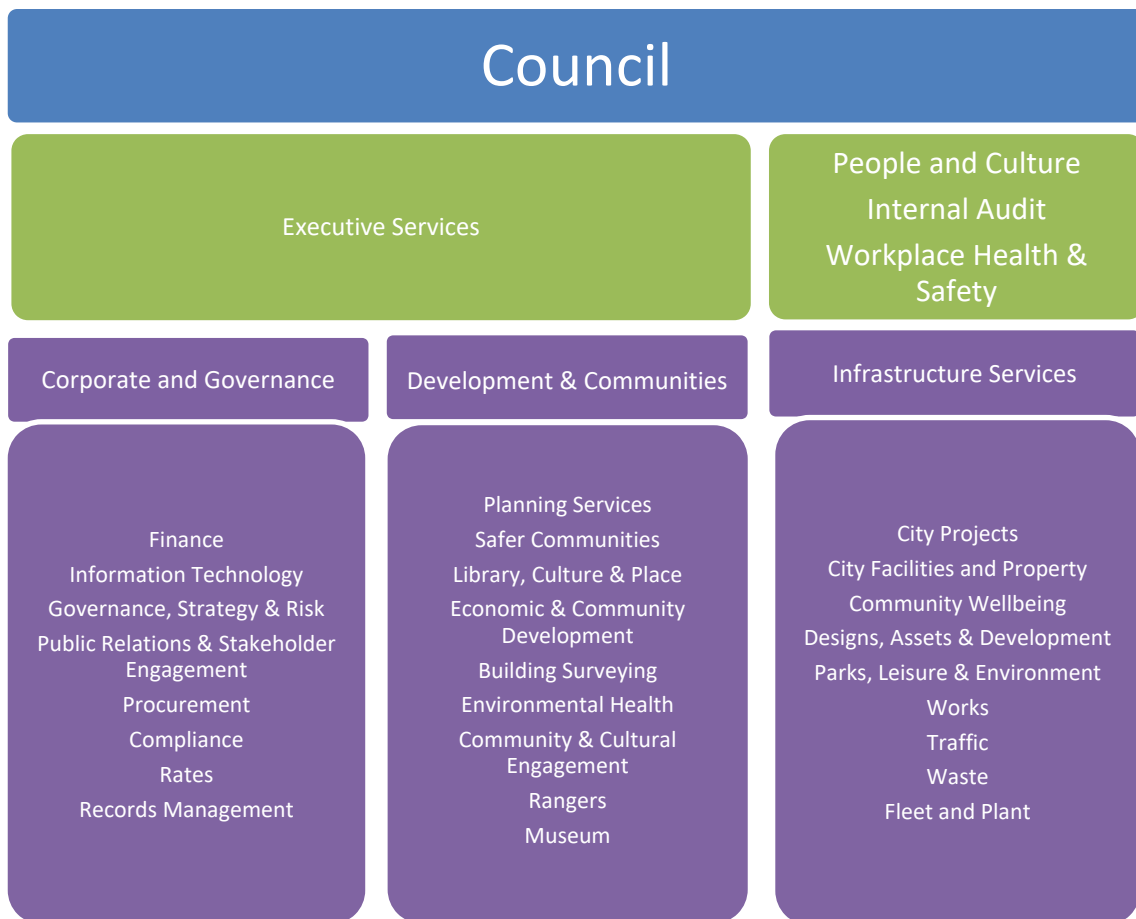 Council
Executive Services
People and Culture
Internal Audit
Workplace Health &
Safety
Corporate and Governance
Development & Communities
Infrastructure Services
Finance
Information Technology
Governance, Strategy & Risk
Public Relations & Stakeholder
Engagement
Procurement
Compliance
Rates
Records Management
Planning Services
Safer Communities
Library, Culture & Place
Economic & Community
Development
Building Surveying
Environmental Health
Community & Cultural
Engagement
Rangers
Museum
City Projects
City Facilities and Property
Community Wellbeing
Designs, Assets & Development
Parks, Leisure & Environment
Works
Traffic
Waste
Fleet and Plant